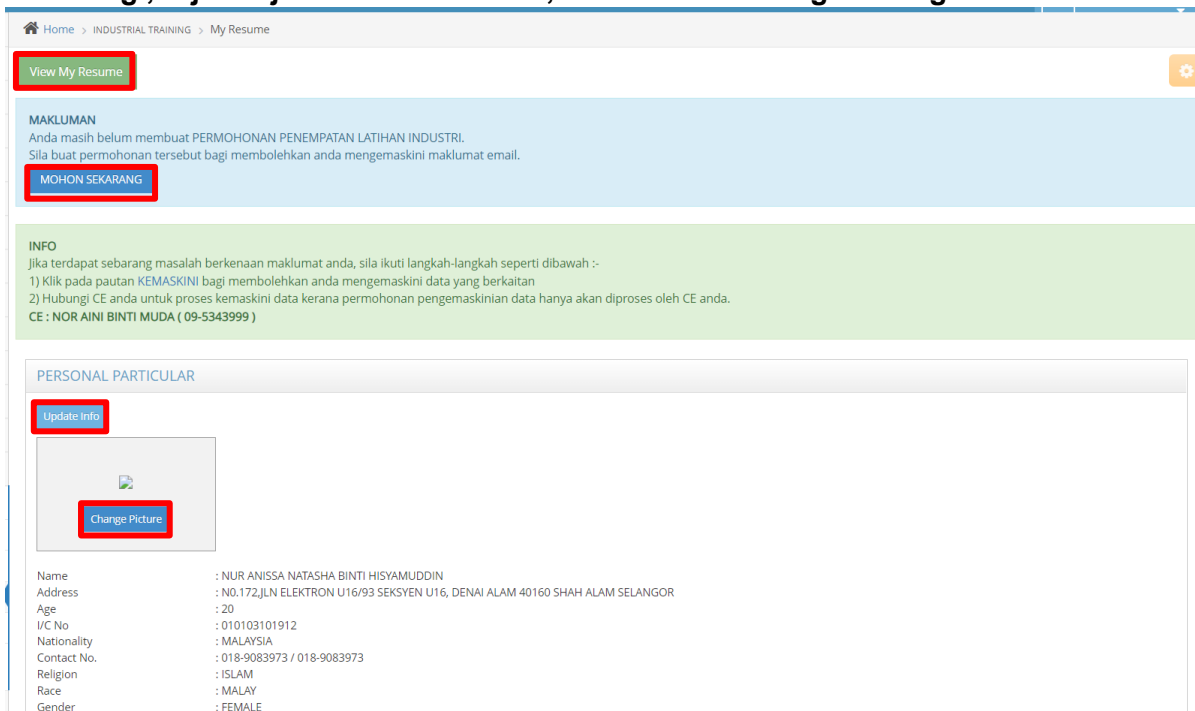 Home > INDUSTRIAL TRAINING > My Resume
View My Resume
MAKLUMAN
Anda masih belum membuat PERMOHONAN PENEMPATAN LATIHAN INDUSTRI.
Sila buat permohonan tersebut bagi membolehkan anda mengemaskini maklumat email.
MOHON SEKARANG
INFO
Jika terdapat sebarang masalah berkenaan maklumat anda, sila ikuti langkah-langkah seperti dibawah :-
1) Klik pada pautan KEMASKINI bagi membolehkan anda mengemaskini data yang berkaitan
2) Hubungi CE anda untuk proses kemaskini data kerana permohonan pengemaskinian data hanya akan diproses oleh CE anda.
CE : NOR AINI BINTI MUDA ( 09-5343999 )
PERSONAL PARTICULAR
Update Info
Change Picture
Name : NUR ANISSA NATASHA BINTI HISYAMUDDIN
Address : N0.172,JLN ELEKTRON U16/93 SEKSYEN U16, DENAI ALAM 40160 SHAH ALAM SELANGOR
Age : 20
I/C No : 010103101912
Nationality : MALAYSIA
Contact No. : 018-9083973 / 018-9083973
Religion : ISLAM
Race : MALAY
Gender : FEMALE